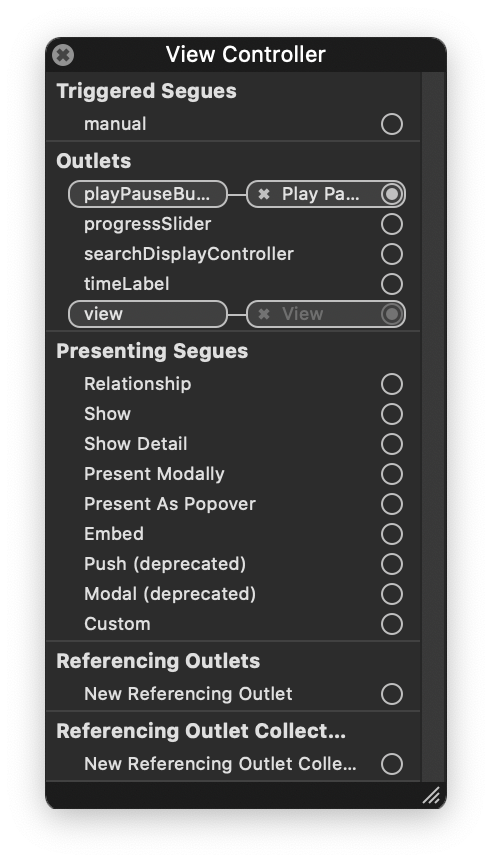 View Controller
Triggered Segues
manual
Outlets
playPauseBu... Play Pa...
progressSlider
searchDisplayController
timeLabel
view View
Presenting Segues
Relationship
Show
Show Detail
Present Modally
Present As Popover
Embed
Push (deprecated)
Modal (deprecated)
Custom
Referencing Outlets
New Referencing Outlet
Referencing Outlet Collect...
New Referencing Outlet Colle...